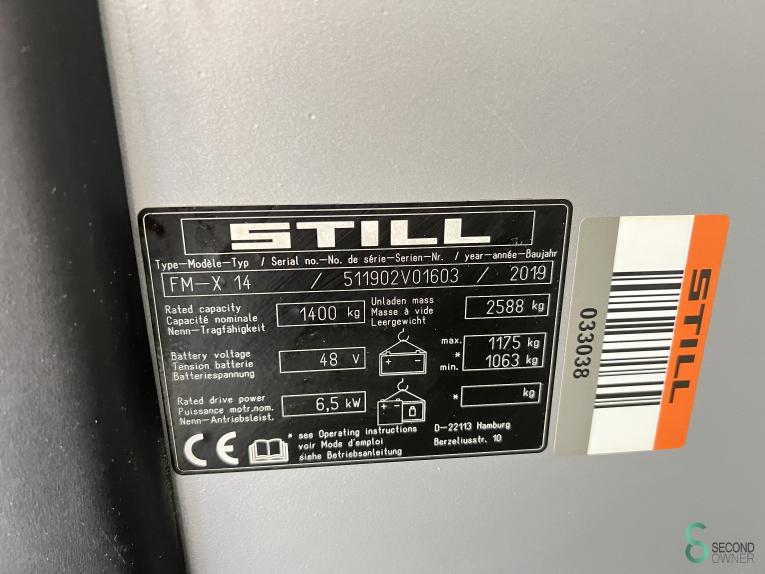 STILL
Type-Modèle-Typ / Serial no.-No. de série-Serien-Nr. / year-année-Baujahr
FM-X 14 / 511902V01603 / 2019
Rated capacity
Capacité nominale
Nenn-Tragfähigkeit
1400 kg
Unladen mass
Masse à vide
Leergewicht
2588 kg
Battery voltage
Tension batterie
Batteriespannung
48 V
max. 1175 kg
*
min. 1063 kg
Rated drive power
Puissance motr.nom.
Nenn-Antriebsleist.
6,5 kW
* kg
CE
* see Operating instructions
voir Mode d'emploi
siehe Betriebsanleitung
D-22113 Hamburg
Berzeliusstr. 10
033038
STILL
SECOND
OWNER